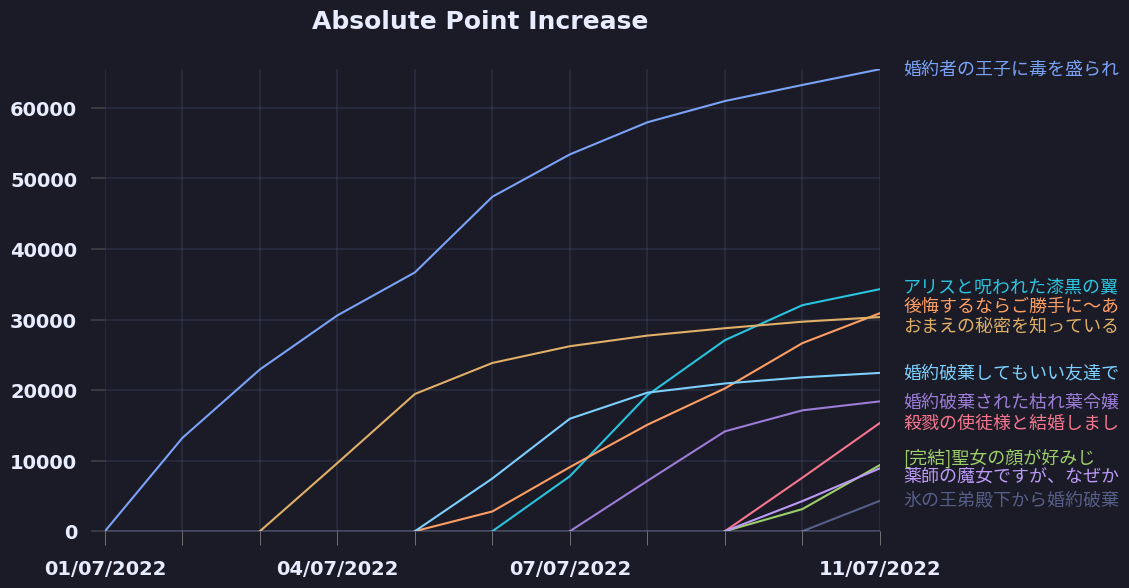 Absolute Point Increase
婚約者の王子に毒を盛られ
60000
50000
40000
アリスと呪われた漆黒の翼
後悔するならご勝手に～あ
30000
おまえの秘密を知っている
婚約破棄してもいい友達で
20000
婚約破棄された枯れ葉令嬢
殺戮の使徒様と結婚しまし
10000
[完結]聖女の顔が好みじ
薬師の魔女ですが、なぜか
氷の王弟殿下から婚約破棄
0
01/07/2022
04/07/2022
07/07/2022
11/07/2022